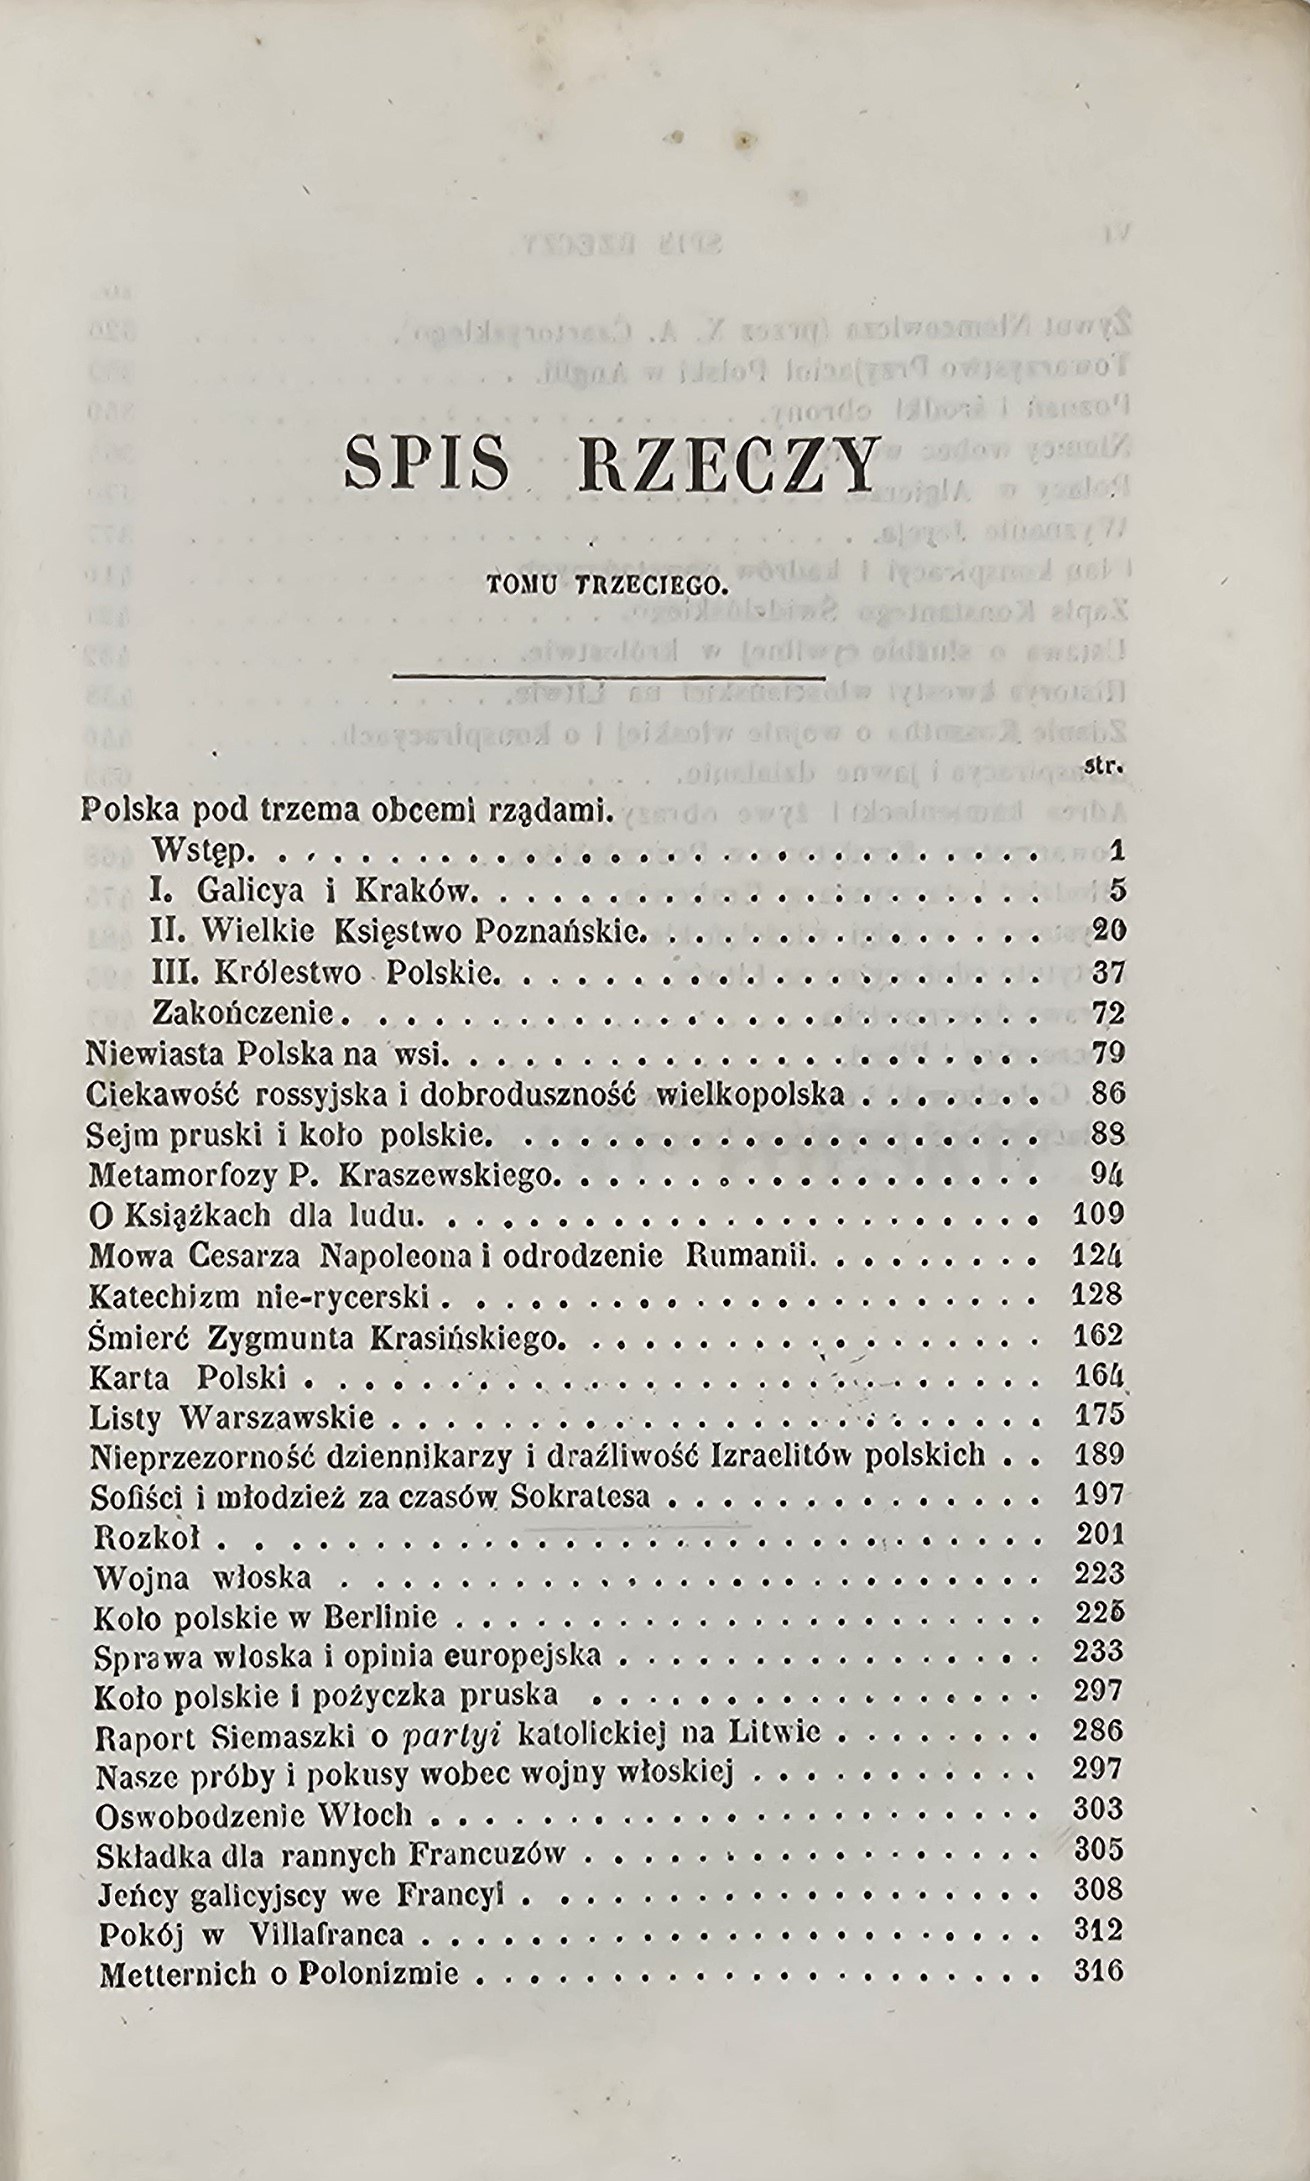 SPIS RZECZY
TOMU TRZECIEGO.
str.
Polska pod trzema obcemi rządami.
Wstęp. . . . . . . . . . . . . . . . . . . . . . . . . . . . 1
I. Galicya i Kraków. . . . . . . . . . . . . . . . . . . . . 5
II. Wielkie Księstwo Poznańskie. . . . . . . . . . . . . . . 20
III. Królestwo Polskie. . . . . . . . . . . . . . . . . . . . 37
Zakończenie. . . . . . . . . . . . . . . . . . . . . . . . . 72
Niewiasta Polska na wsi. . . . . . . . . . . . . . . . . . . 79
Ciekawość rossyjska i dobroduszność wielkopolska . . . . . . . 86
Sejm pruski i koło polskie. . . . . . . . . . . . . . . . . . 88
Metamorfozy P. Kraszewskiego. . . . . . . . . . . . . . . . . 94
O Książkach dla ludu. . . . . . . . . . . . . . . . . . . . . 109
Mowa Cesarza Napoleona i odrodzenie Rumanii. . . . . . . . . 124
Katechizm nie-rycerski . . . . . . . . . . . . . . . . . . . 128
Śmierć Zygmunta Krasińskiego. . . . . . . . . . . . . . . . . 162
Karta Polski . . . . . . . . . . . . . . . . . . . . . . . . 164
Listy Warszawskie . . . . . . . . . . . . . . . . . . . . . . 175
Nieprzezorność dziennikarzy i draźliwość Izraelitów polskich . . 189
Sofiści i młodzież za czasów Sokratesa . . . . . . . . . . . . 197
Rozkoł . . . . . . . . . . . . . . . . . . . . . . . . . . . 201
Wojna włoska . . . . . . . . . . . . . . . . . . . . . . . . 223
Koło polskie w Berlinie . . . . . . . . . . . . . . . . . . . 225
Sprawa włoska i opinia europejska . . . . . . . . . . . . . . 233
Koło polskie i pożyczka pruska . . . . . . . . . . . . . . . . 297
Raport Siemaszki o partyi katolickiej na Litwie . . . . . . . . 286
Nasze próby i pokusy wobec wojny włoskiej . . . . . . . . . . . 297
Oswobodzenie Włoch . . . . . . . . . . . . . . . . . . . . . . 303
Składka dla rannych Francuzów . . . . . . . . . . . . . . . . . 305
Jeńcy galicyjscy we Francyi . . . . . . . . . . . . . . . . . . 308
Pokój w Villafranca . . . . . . . . . . . . . . . . . . . . . . 312
Metternich o Polonizmie . . . . . . . . . . . . . . . . . . . . 316